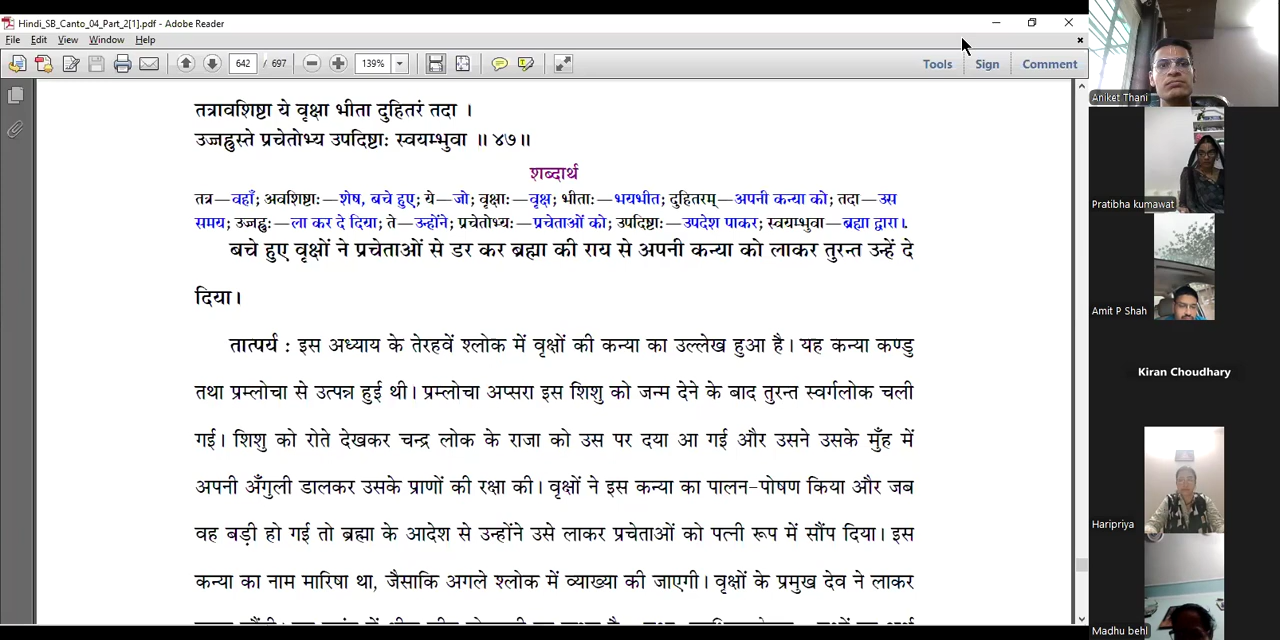 Hindi_SB_Canto_04_Part_2[1].pdf - Adobe Reader
File Edit View Window Help
642 / 697 139% Tools Sign Comment
तत्रावशिष्टा ये वृक्षा भीता दुहितरं तदा ।
उज्जह्रुस्ते प्रचेतोभ्य उपदिष्टाः स्वयम्भुवा ॥ ४७॥
शब्दार्थ
तत्र—वहाँ; अवशिष्टाः—शेष, बचे हुए; ये—जो; वृक्षाः—वृक्ष; भीताः—भयभीत; दुहितरम्—अपनी कन्या को; तदा—उस
समय; उज्जह्रुः—ला कर दे दिया; ते—उन्होंने; प्रचेतोभ्यः—प्रचेताओं को; उपदिष्टाः—उपदेश पाकर; स्वयम्भुवा—ब्रह्मा द्वारा।
बचे हुए वृक्षों ने प्रचेताओं से डर कर ब्रह्मा की राय से अपनी कन्या को लाकर तुरन्त उन्हें दे
दिया।
तात्पर्य : इस अध्याय के तेरहवें श्लोक में वृक्षों की कन्या का उल्लेख हुआ है। यह कन्या कण्डु
तथा प्रम्लोचा से उत्पन्न हुई थी। प्रम्लोचा अप्सरा इस शिशु को जन्म देने के बाद तुरन्त स्वर्गलोक चली
गई। शिशु को रोते देखकर चन्द्र लोक के राजा को उस पर दया आ गई और उसने उसके मुँह में
अपनी अँगुली डालकर उसके प्राणों की रक्षा की। वृक्षों ने इस कन्या का पालन-पोषण किया और जब
वह बड़ी हो गई तो ब्रह्मा के आदेश से उन्होंने उसे लाकर प्रचेताओं को पत्नी रूप में सौंप दिया। इस
कन्या का नाम मारिषा था, जैसाकि अगले श्लोक में व्याख्या की जाएगी। वृक्षों के प्रमुख देव ने लाकर
Aniket Thani
Pratibha kumawat
Amit P Shah
Kiran Choudhary
Haripriya
Madhu behl